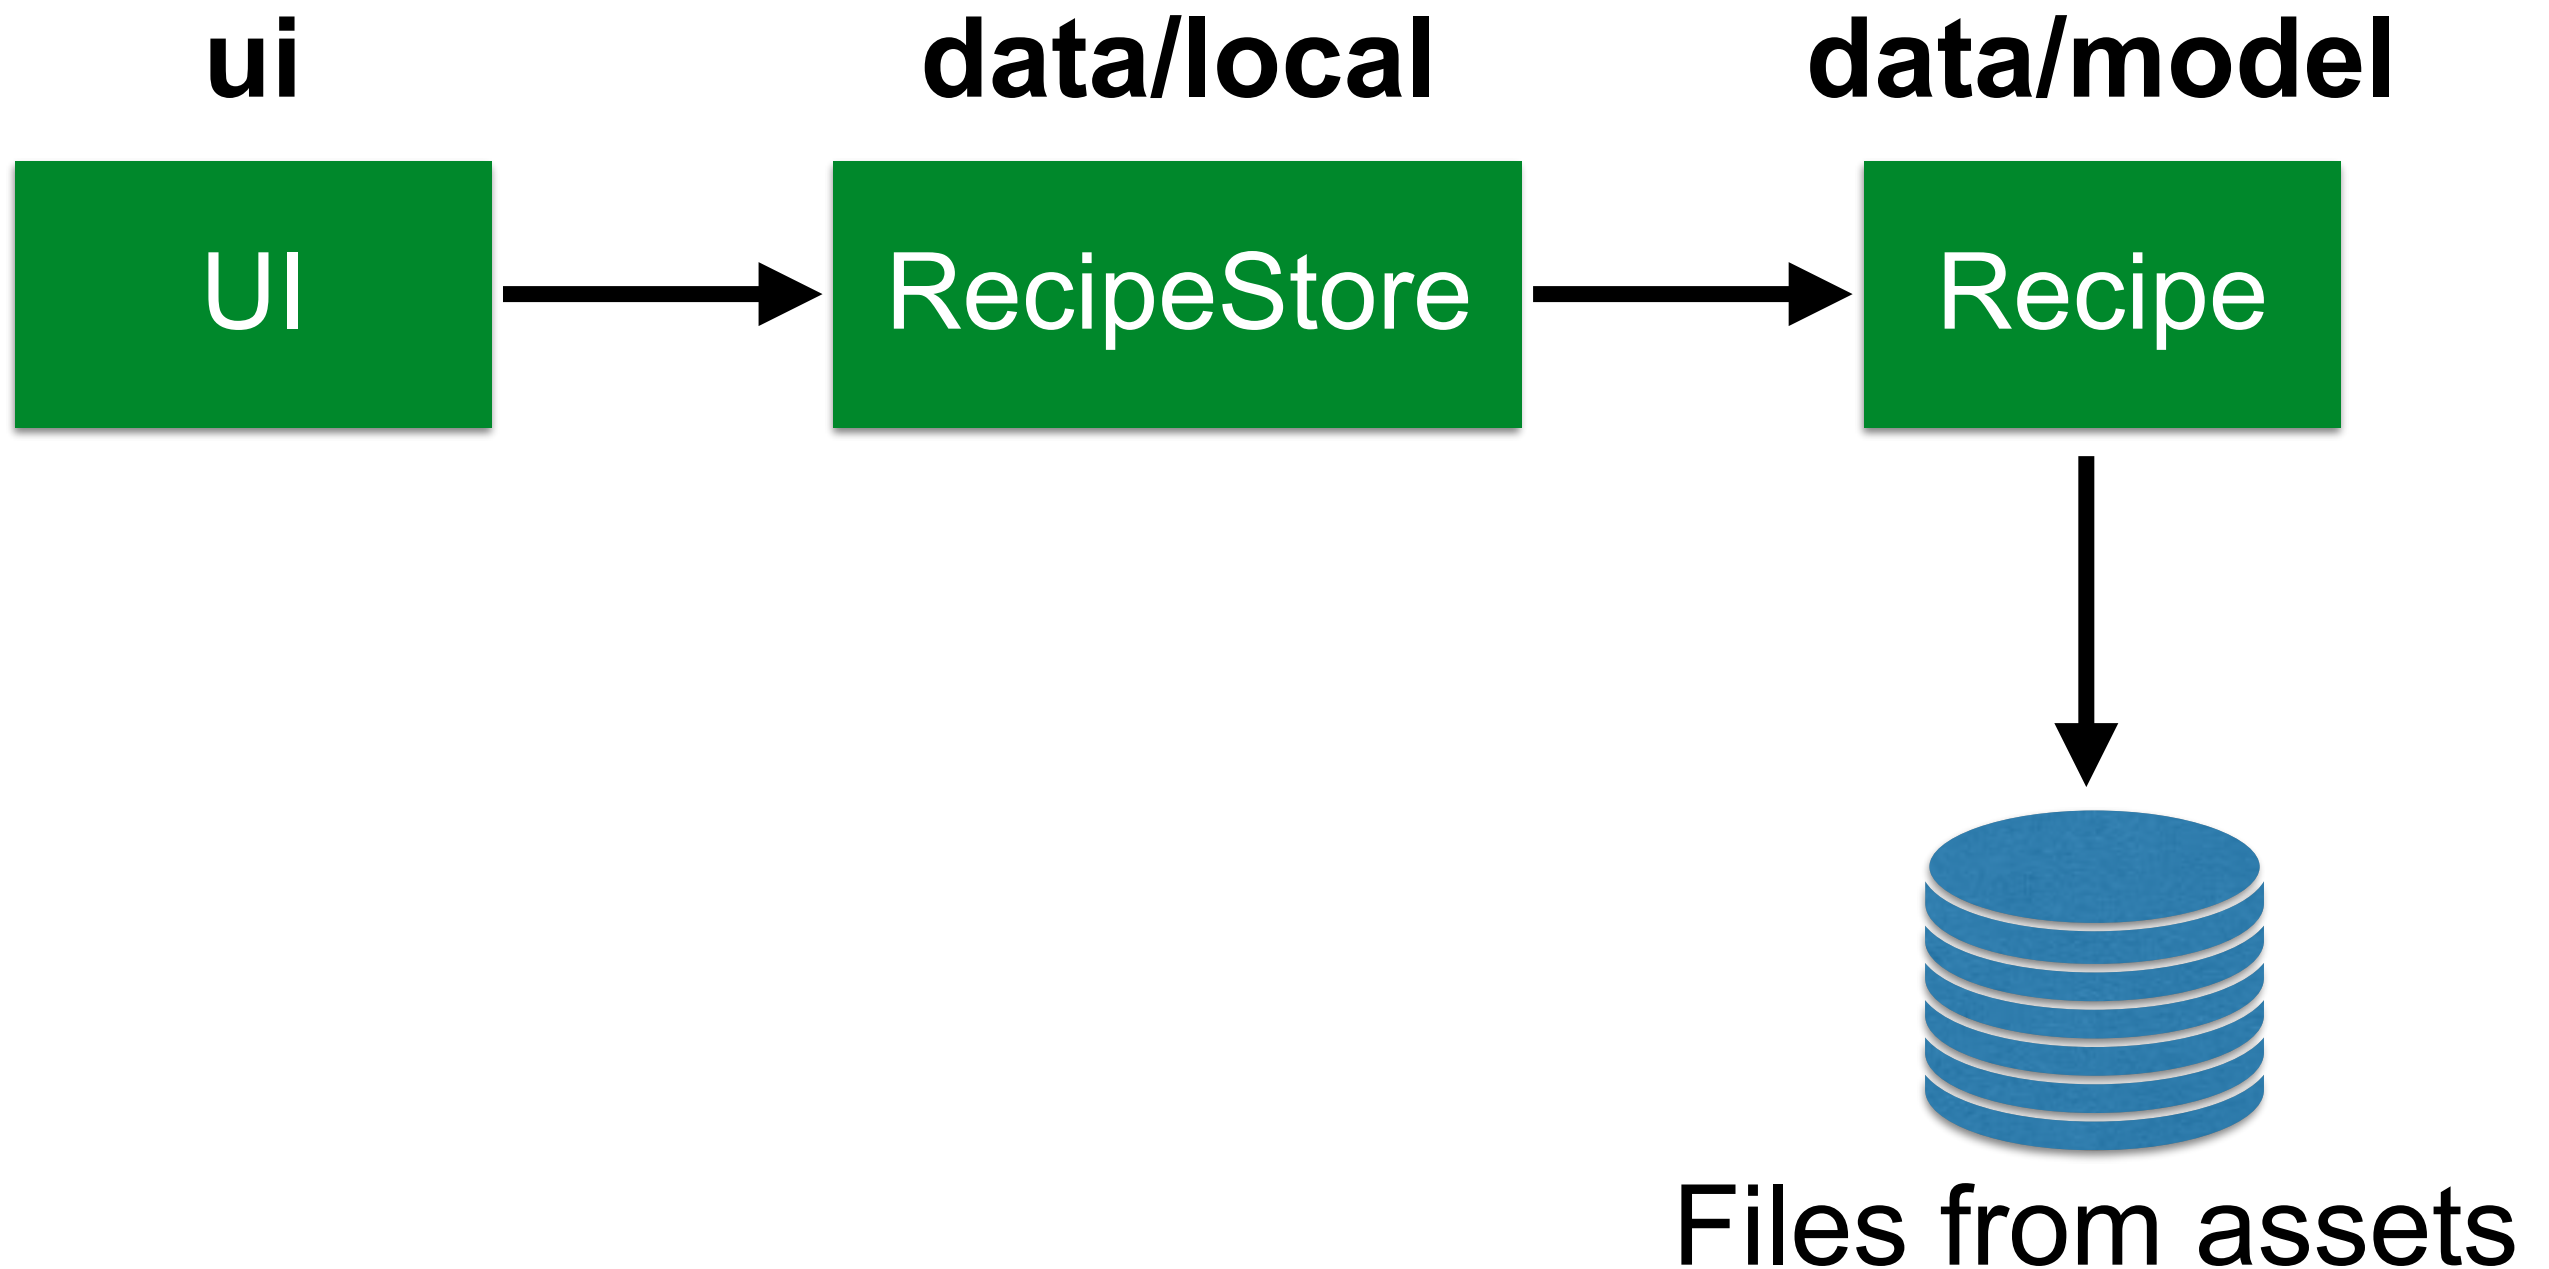 ui
data/local
data/model
UI
RecipeStore
Recipe
Files from assets